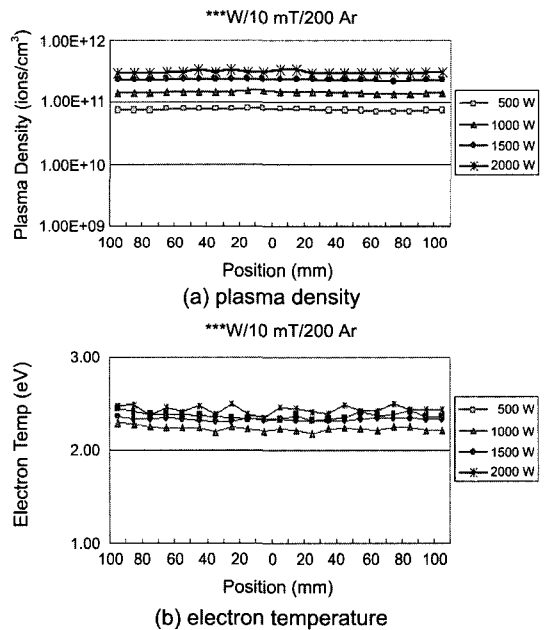 ***W/10 mT/200 Ar
Plasma Density (ions/cm³)
1.00E+12
1.00E+11
1.00E+10
1.00E+09
100 80 60 40 20 0 20 40 60 80 100
Position (mm)
500 W
1000 W
1500 W
2000 W
(a) plasma density
***W/10 mT/200 Ar
Electron Temp (eV)
3.00
2.00
1.00
100 80 60 40 20 0 20 40 60 80 100
Position (mm)
500 W
1000 W
1500 W
2000 W
(b) electron temperature